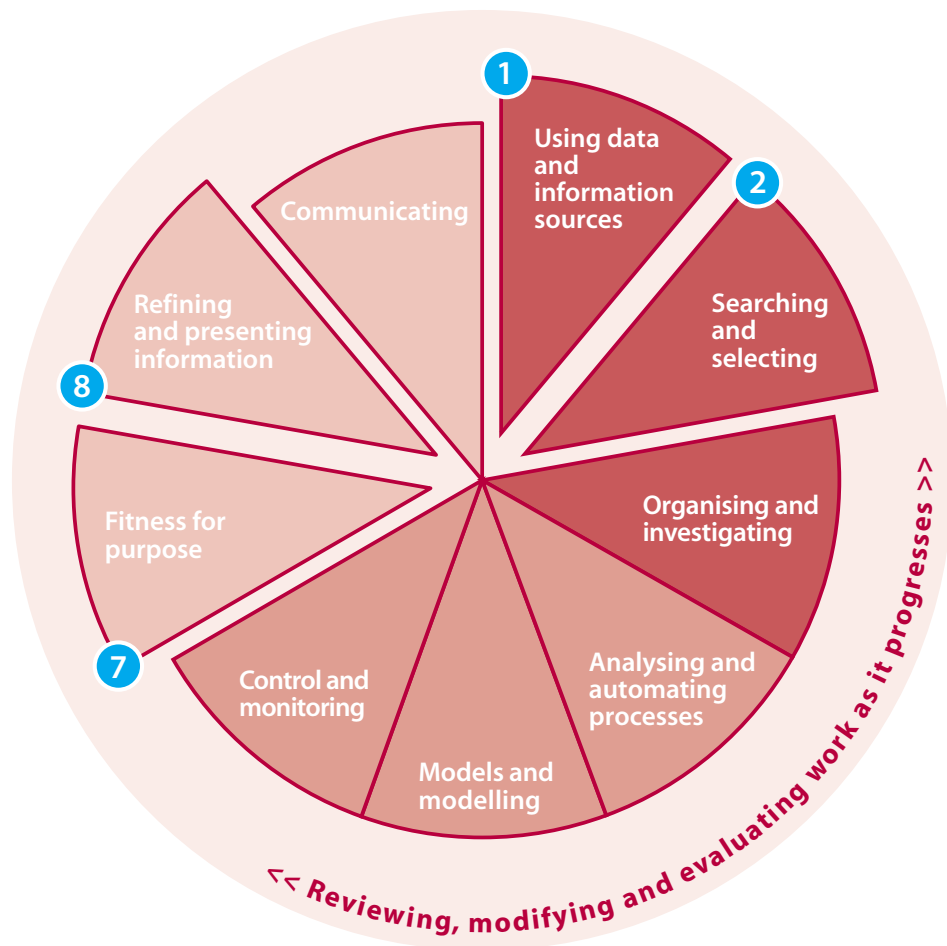 1
Using data
and
information
sources
2
Searching
and
selecting
Organising and
investigating
Analysing and
automating
processes
Models and
modelling
Control and
monitoring
7
Fitness for
purpose
8
Refining
and presenting
information
Communicating
<< Reviewing, modifying and evaluating work as it progresses >>